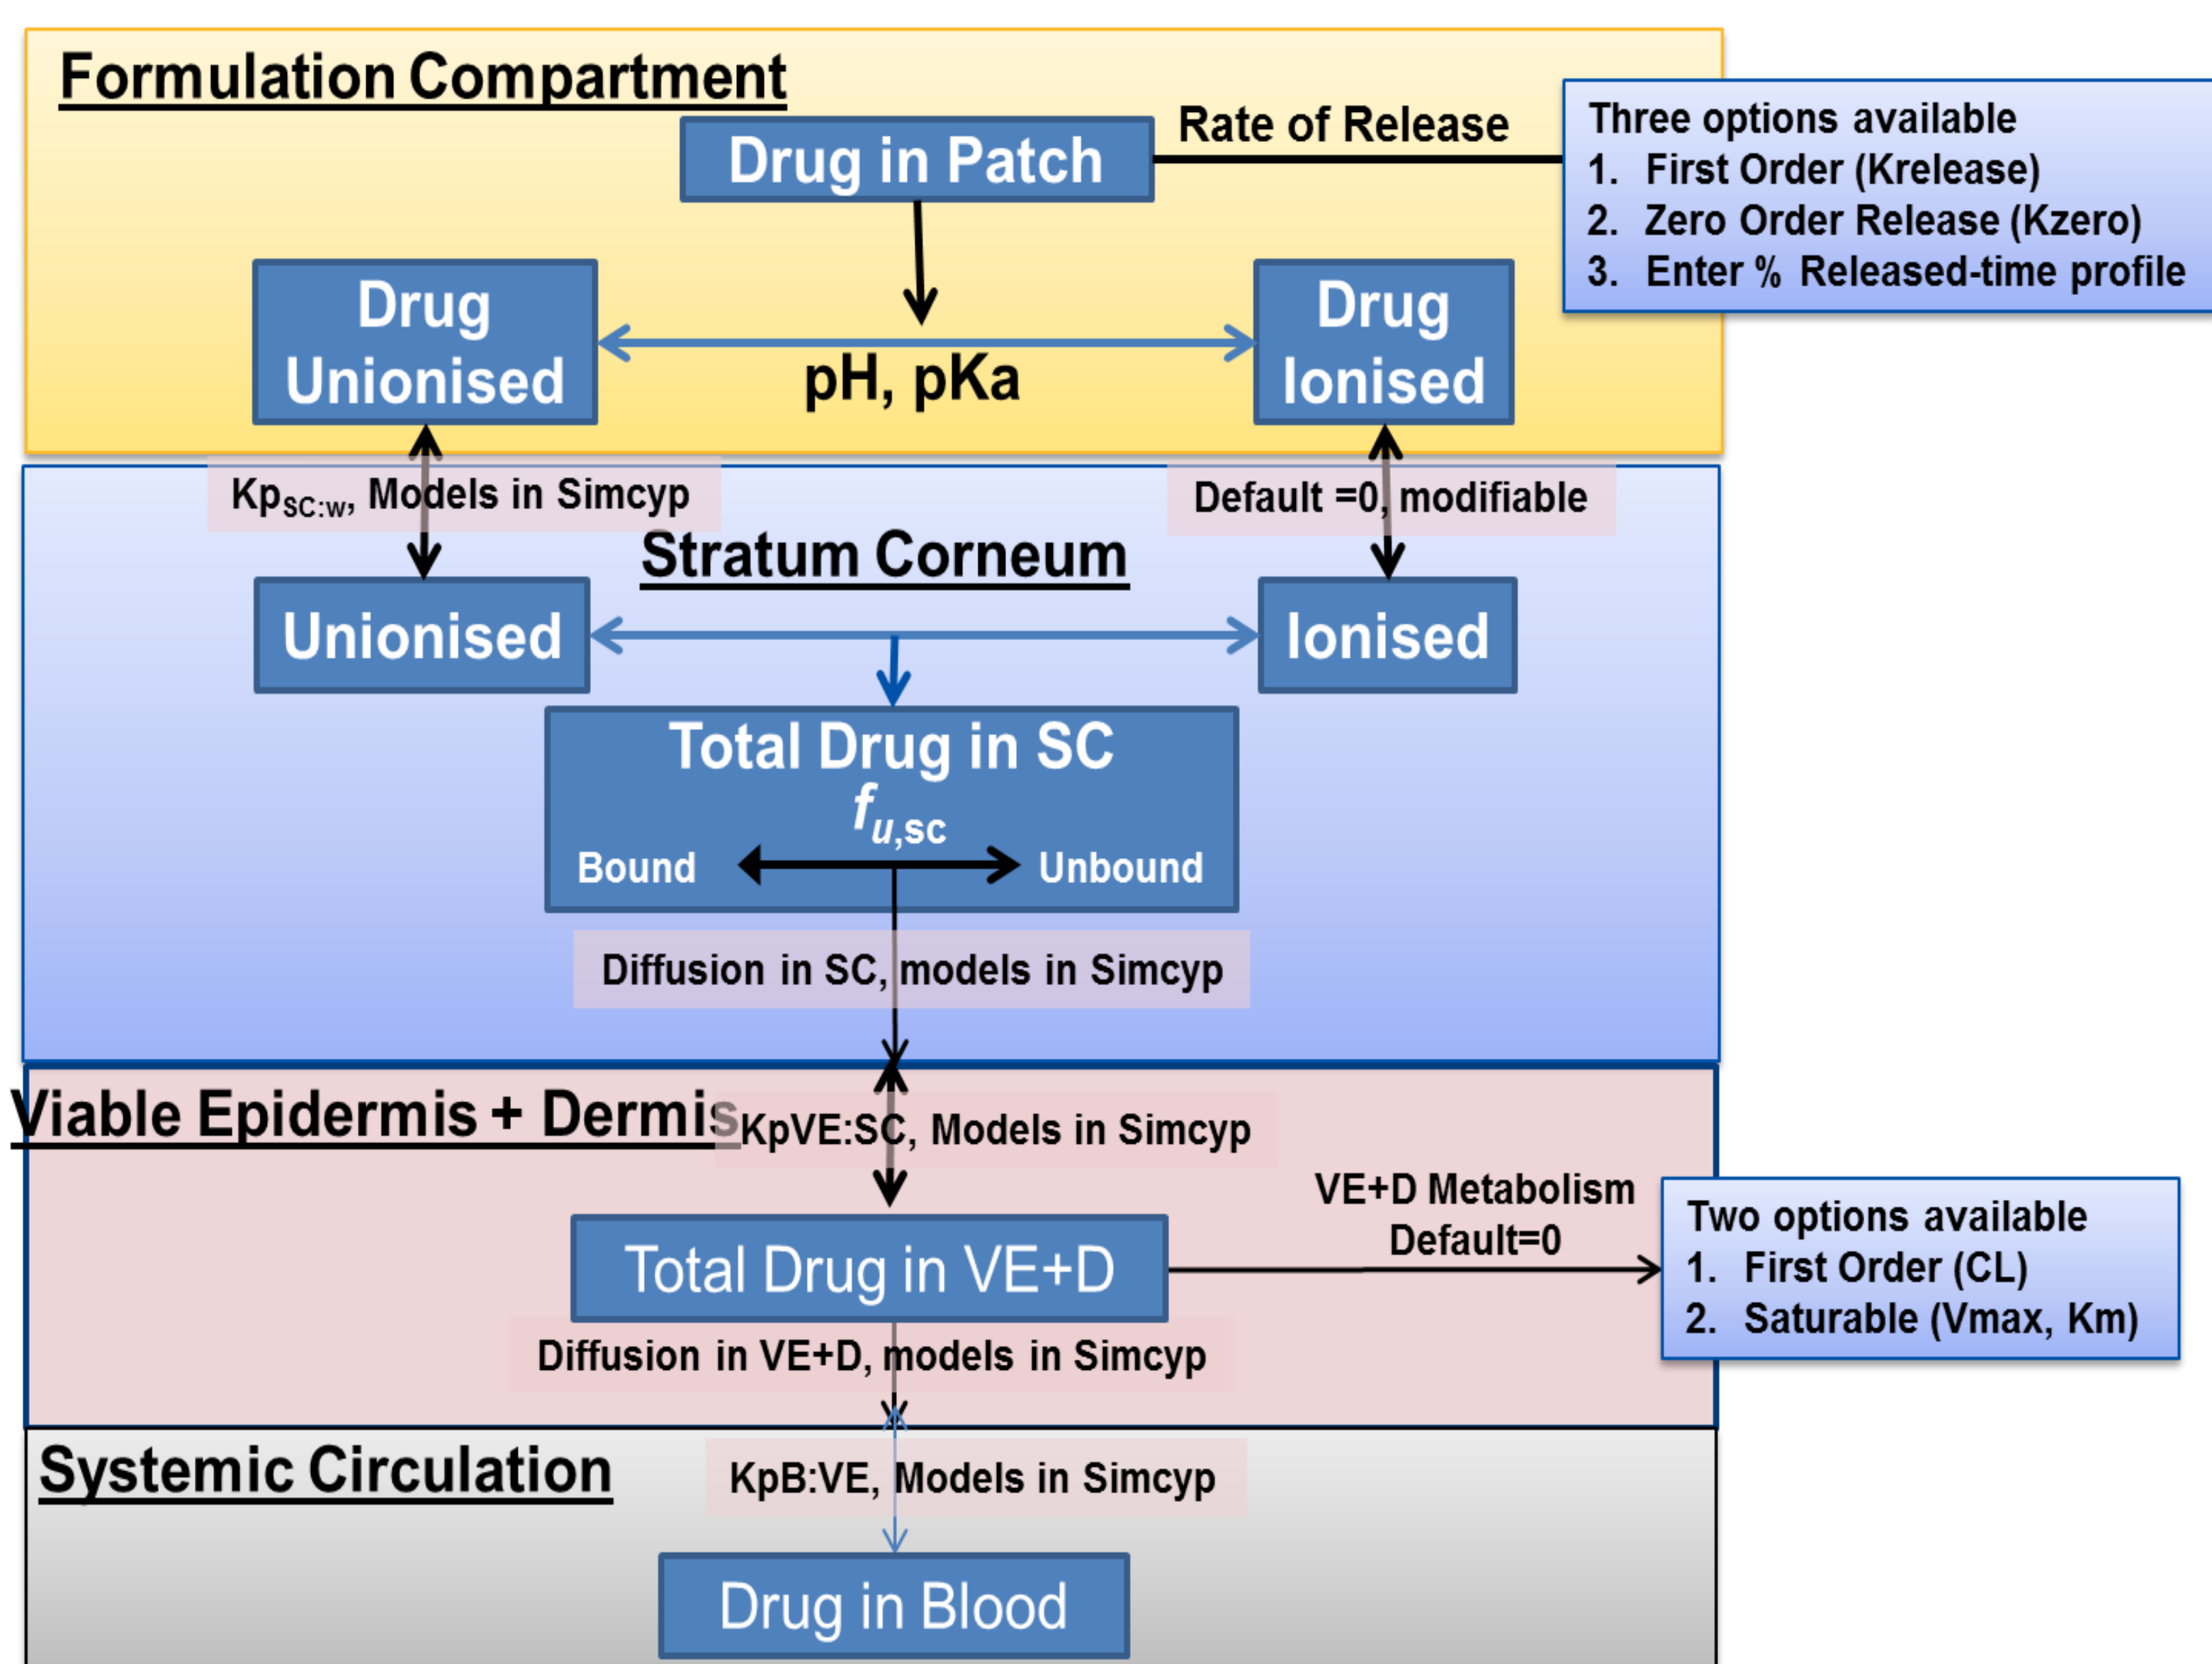 Formulation Compartment
Rate of Release
Drug in Patch
Three options available
1. First Order (Krelease)
2. Zero Order Release (Kzero)
3. Enter % Released-time profile
Drug
Unionised
pH, pKa
Drug
Ionised
KpSC:w, Models in Simcyp
Default =0, modifiable
Stratum Corneum
Unionised
Ionised
Total Drug in SC
fu,sc
Bound
Unbound
Diffusion in SC, models in Simcyp
Viable Epidermis + Dermis
KpVE:SC, Models in Simcyp
VE+D Metabolism
Default=0
Two options available
1. First Order (CL)
2. Saturable (Vmax, Km)
Total Drug in VE+D
Diffusion in VE+D, models in Simcyp
Systemic Circulation
KpB:VE, Models in Simcyp
Drug in Blood